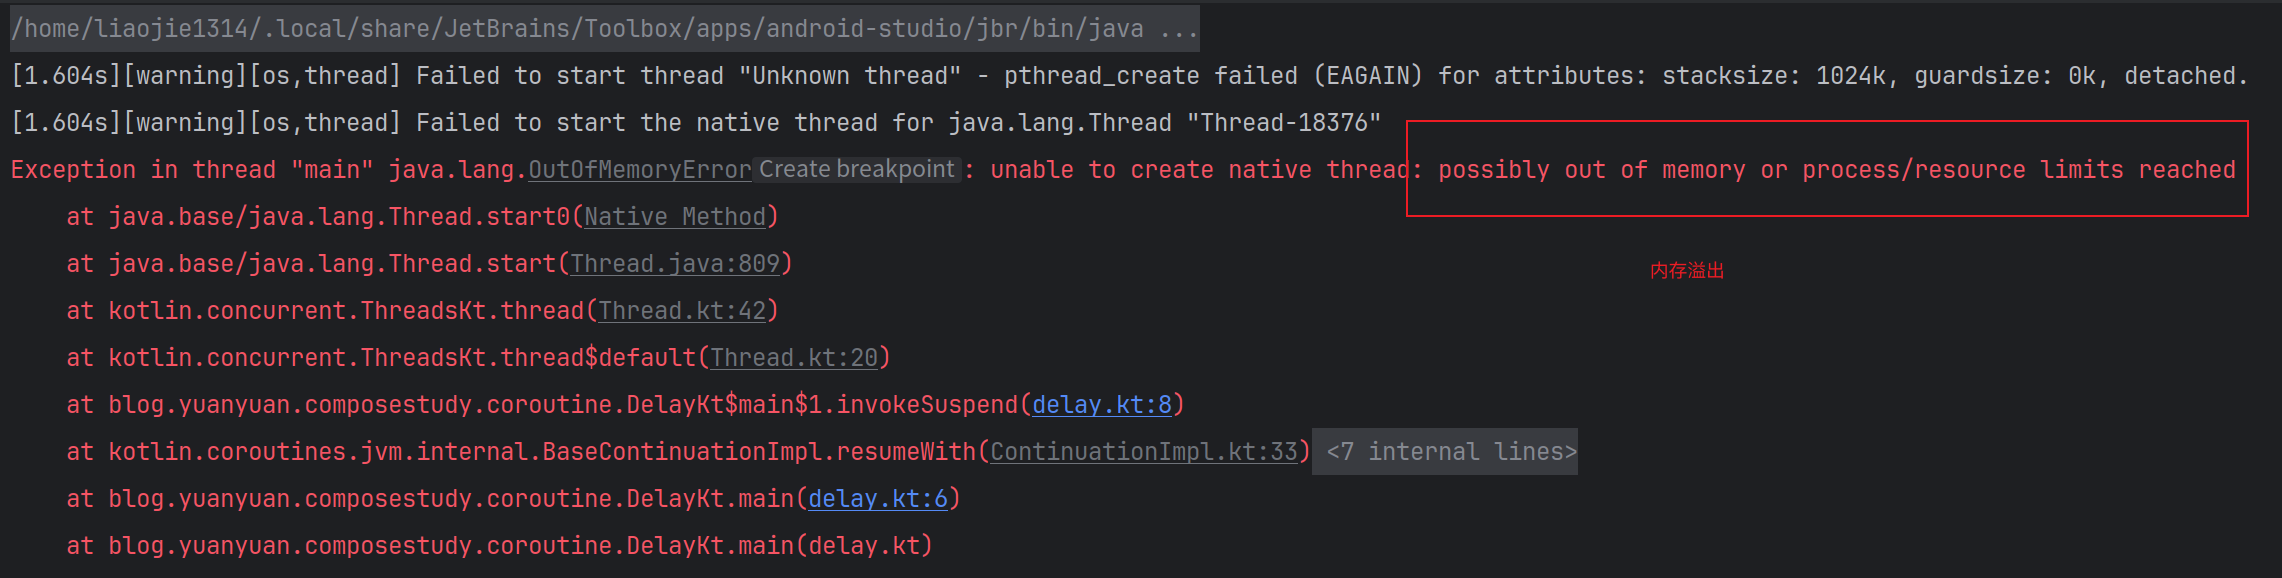 /home/liaojie1314/.local/share/JetBrains/Toolbox/apps/android-studio/jbr/bin/java ...
[1.604s][warning][os,thread] Failed to start thread "Unknown thread" - pthread_create failed (EAGAIN) for attributes: stacksize: 1024k, guardsize: 0k, detached.
[1.604s][warning][os,thread] Failed to start the native thread for java.lang.Thread "Thread-18376"
Exception in thread "main" java.lang.OutOfMemoryError Create breakpoint : unable to create native thread: possibly out of memory or process/resource limits reached
at java.base/java.lang.Thread.start0(Native Method)
at java.base/java.lang.Thread.start(Thread.java:809)
内存溢出
at kotlin.concurrent.ThreadsKt.thread(Thread.kt:42)
at kotlin.concurrent.ThreadsKt.thread$default(Thread.kt:20)
at blog.yuanyuan.composestudy.coroutine.DelayKt$main$1.invokeSuspend(delay.kt:8)
at kotlin.coroutines.jvm.internal.BaseContinuationImpl.resumeWith(ContinuationImpl.kt:33) <7 internal lines>
at blog.yuanyuan.composestudy.coroutine.DelayKt.main(delay.kt:6)
at blog.yuanyuan.composestudy.coroutine.DelayKt.main(delay.kt)